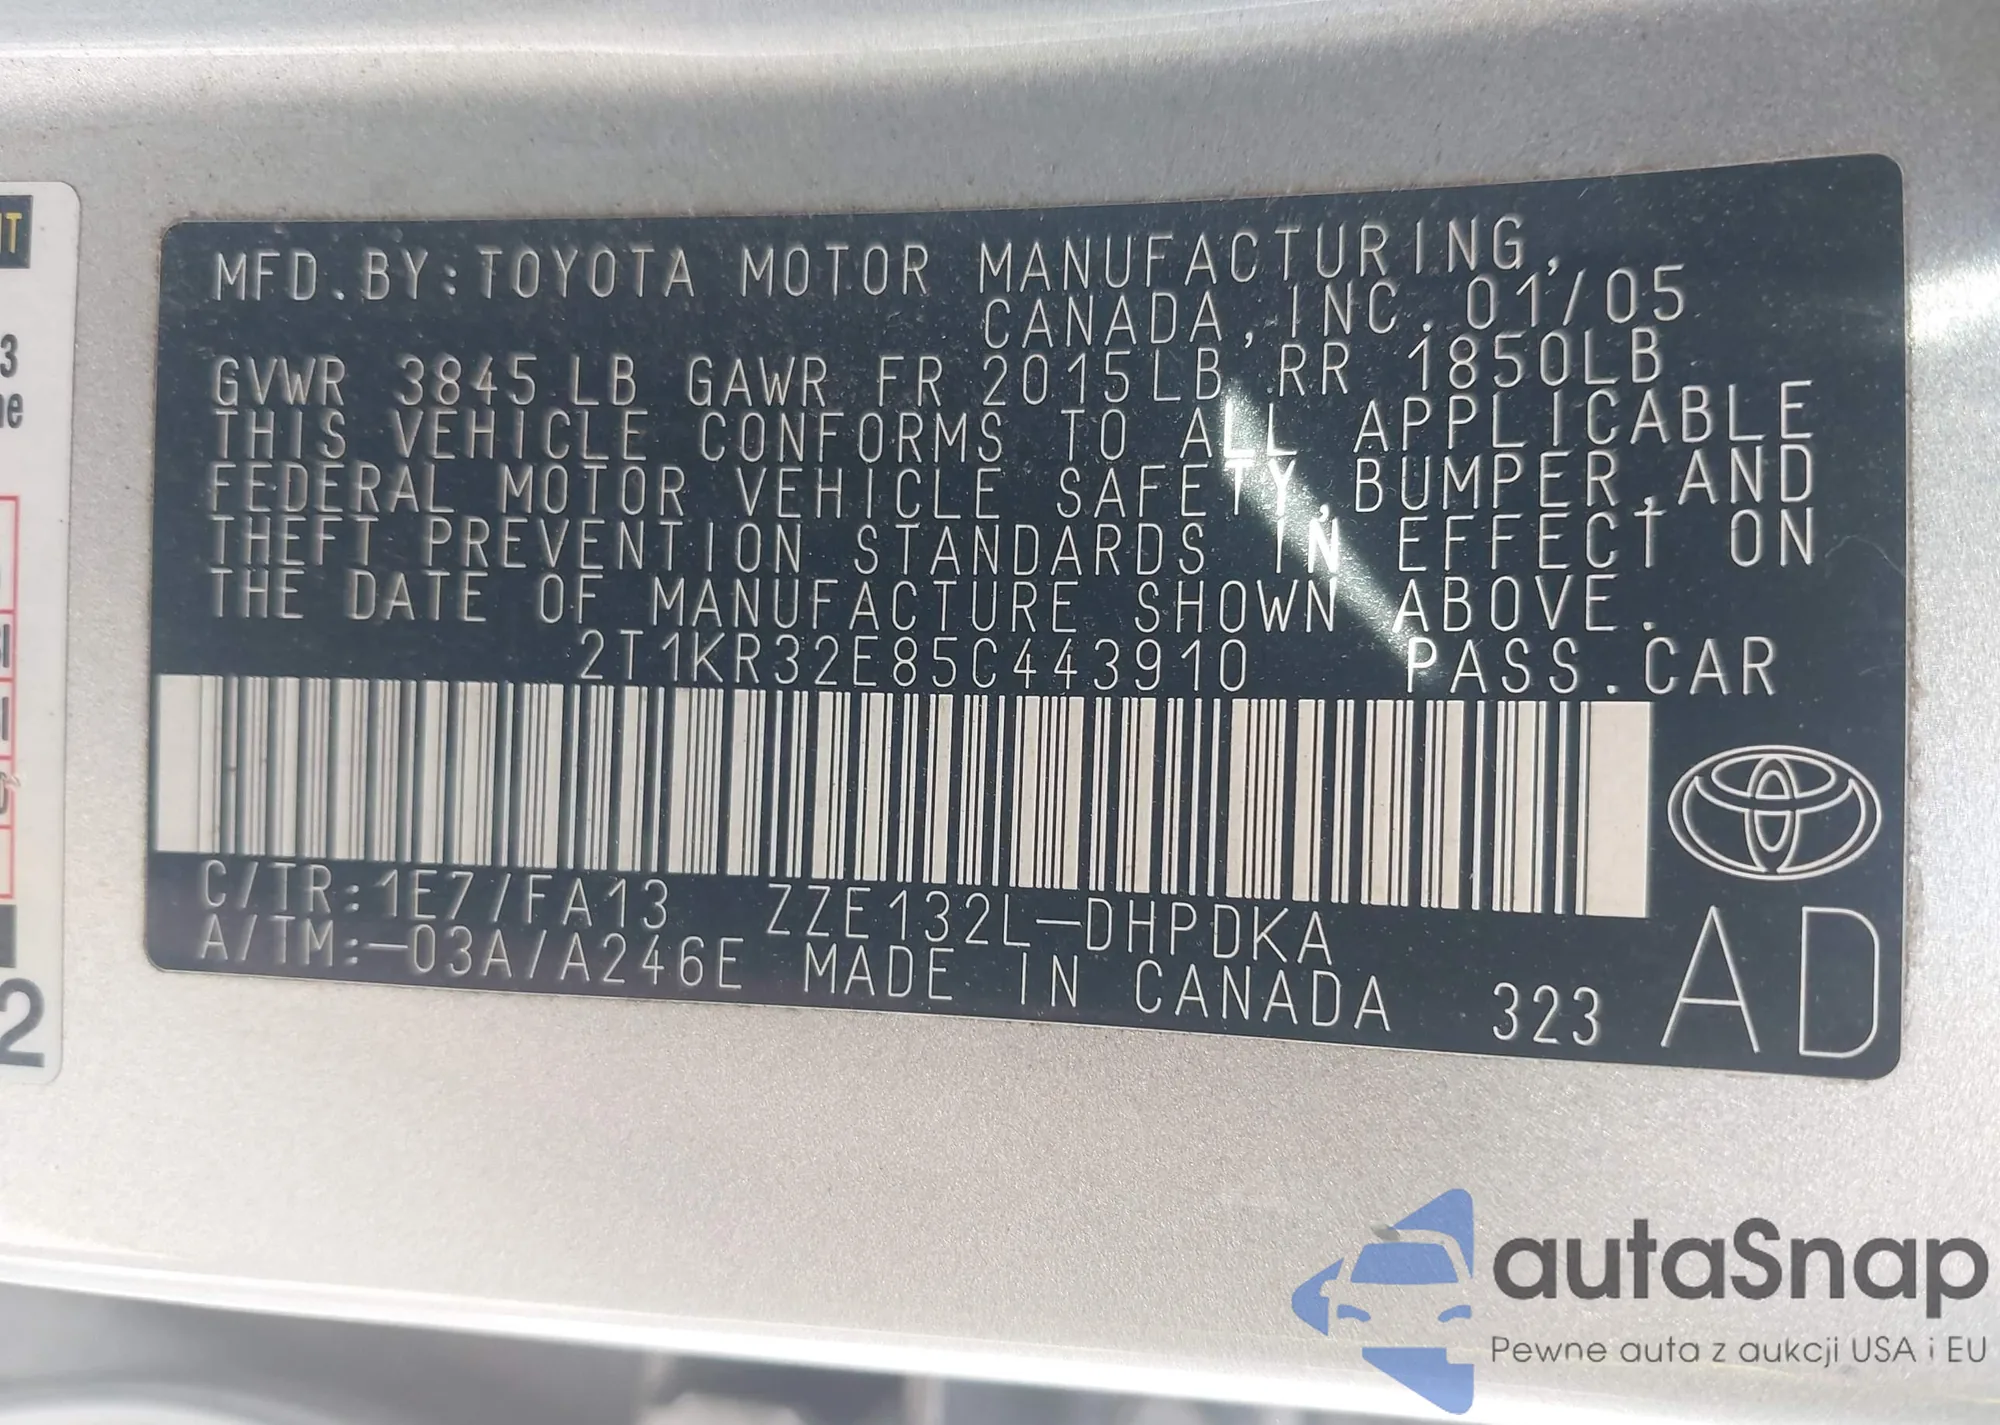 MFD.BY:TOYOTA MOTOR MANUFACTURING,
CANADA,INC.01/05
GVWR 3845LB GAWR FR 2015LB RR 1850LB
THIS VEHICLE CONFORMS TO ALL APPLICABLE
FEDERAL MOTOR VEHICLE SAFETY,BUMPER,AND
THEFT PREVENTION STANDARDS IN EFFECT ON
THE DATE OF MANUFACTURE SHOWN ABOVE.
2T1KR32E85C443910 PASS.CAR
C/TR:1E7/FA13 ZZE132L-DHPDKA
A/TM:-03A/A246E MADE IN CANADA 323 AD
3
2
autaSnap
Pewne auta z aukcji USA i EU